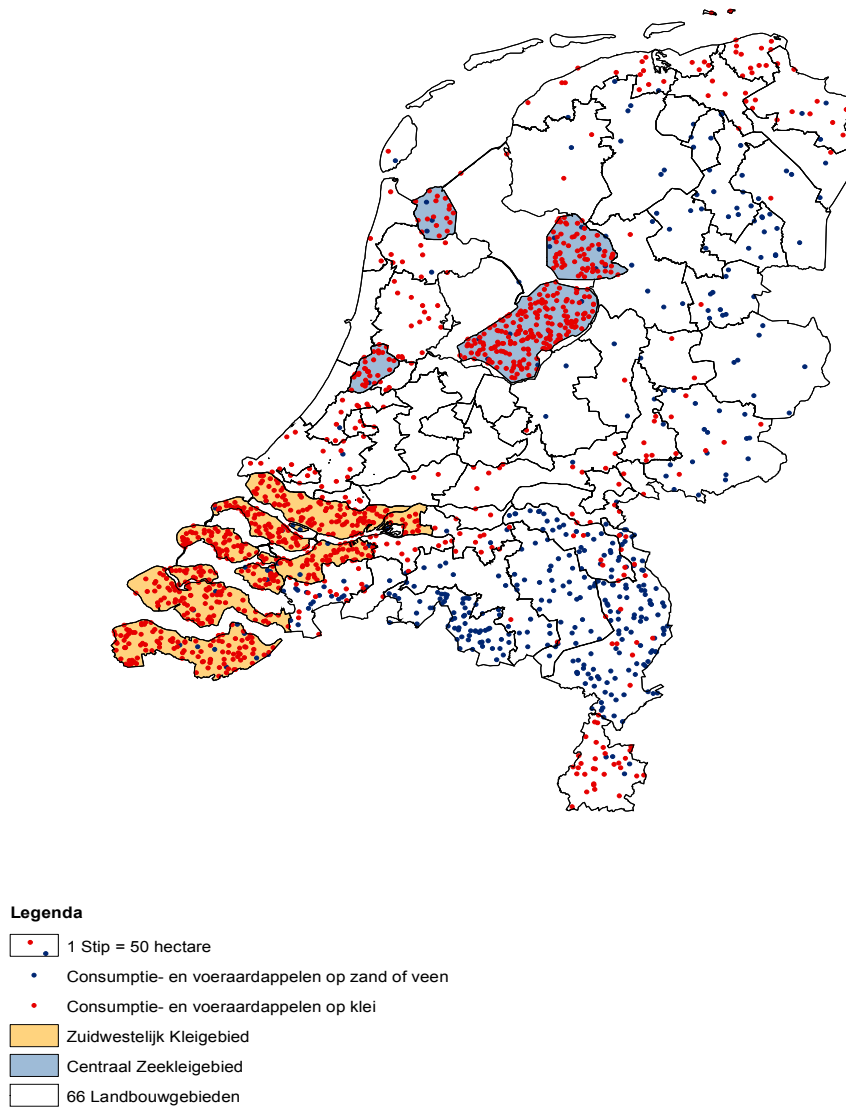 Legenda
1 Stip = 50 hectare
Consumptie- en voeraardappelen op zand of veen
Consumptie- en voeraardappelen op klei
Zuidwestelijk Kleigebied
Centraal Zeekleigebied
66 Landbouwgebieden